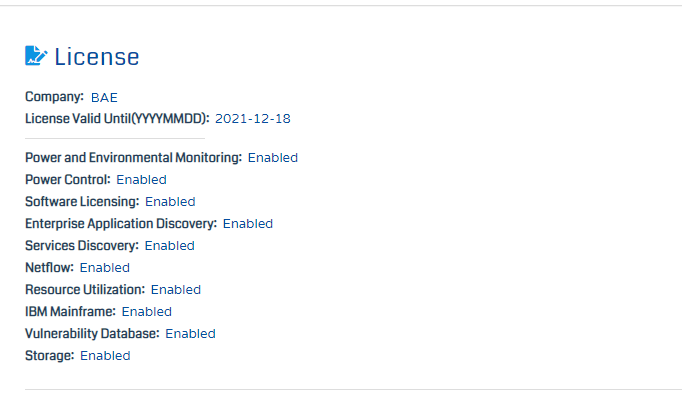 License
Company: BAE
License Valid Until(YYYYMMDD): 2021-12-18
Power and Environmental Monitoring: Enabled
Power Control: Enabled
Software Licensing: Enabled
Enterprise Application Discovery: Enabled
Services Discovery: Enabled
Netflow: Enabled
Resource Utilization: Enabled
IBM Mainframe: Enabled
Vulnerability Database: Enabled
Storage: Enabled